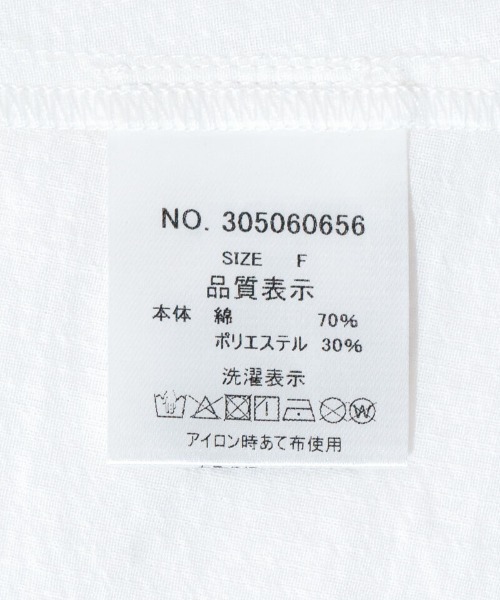 NO. 305060656
SIZE F
品質表示
本体 綿 70%
ポリエステル 30%
洗濯表示
アイロン時あて布使用